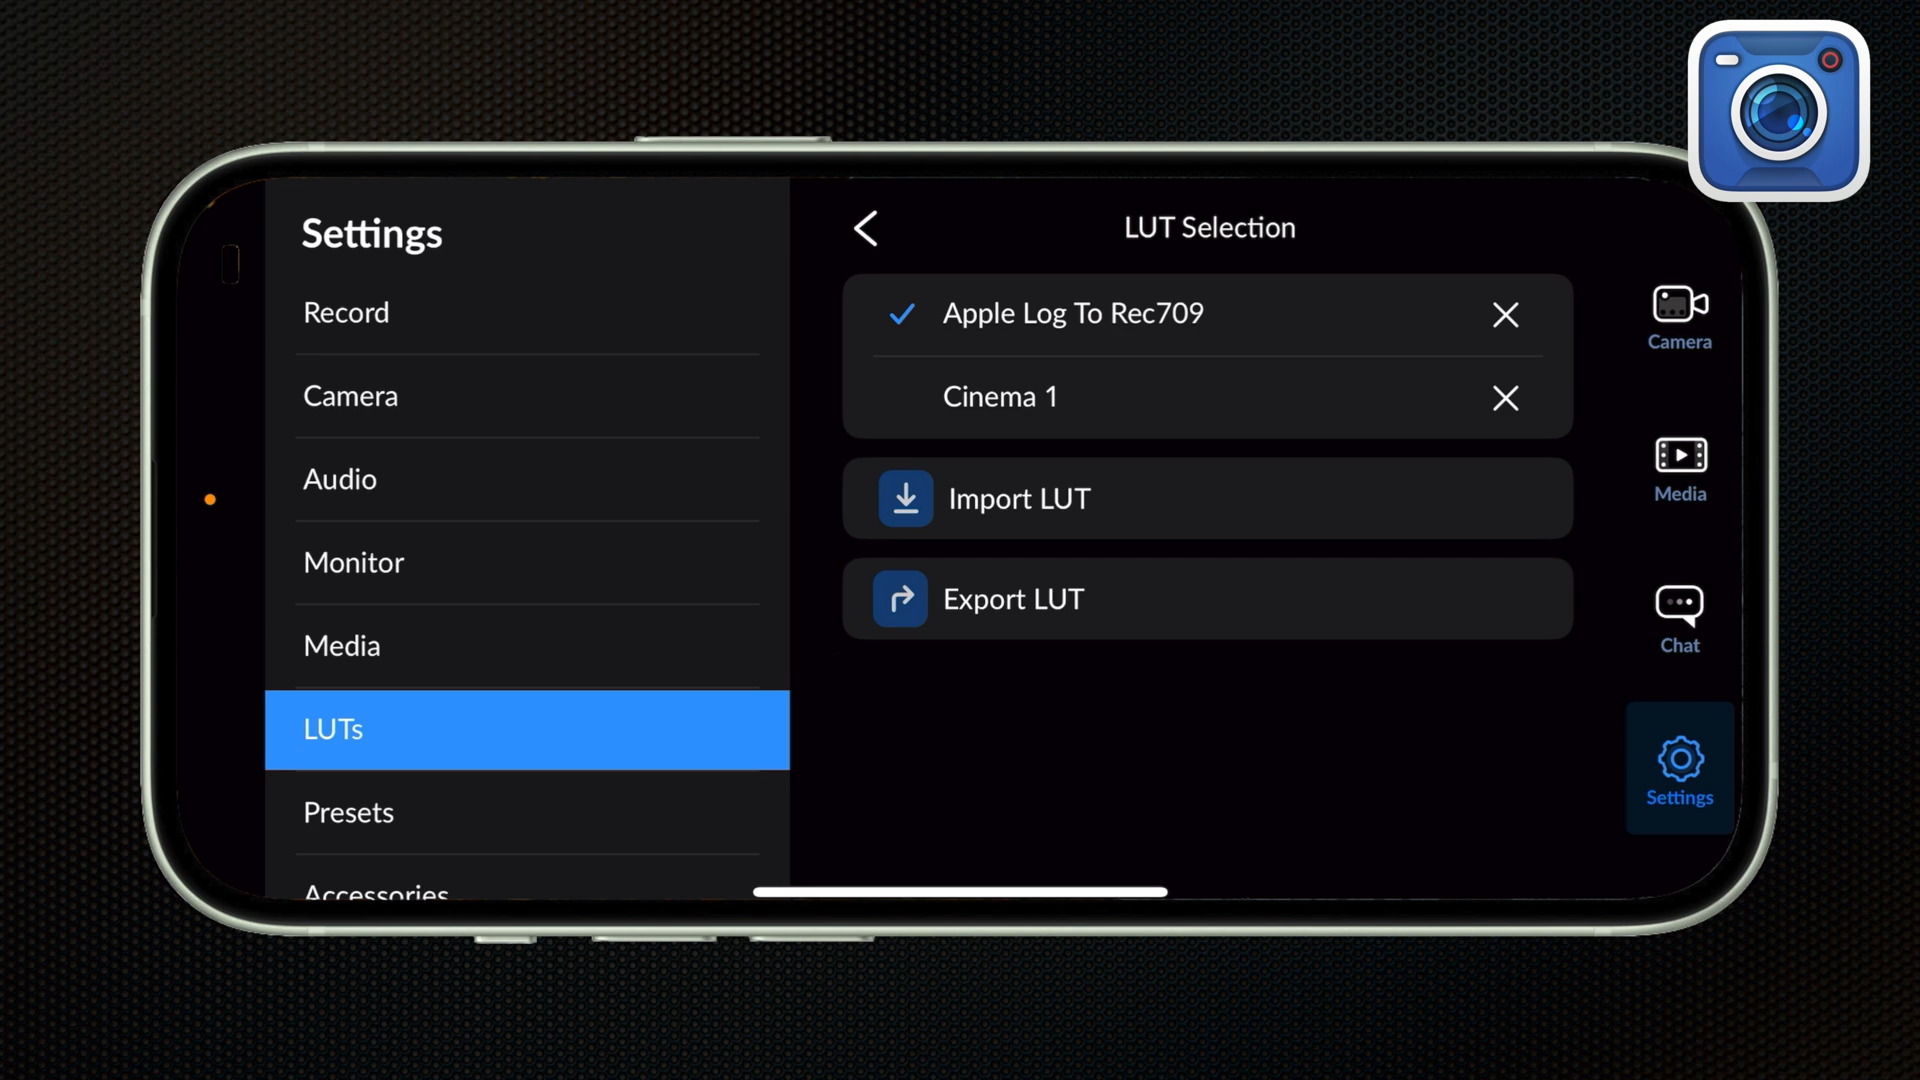 Settings
Record
Camera
Audio
Monitor
Media
LUTs
Presets
Accessories
LUT Selection
Apple Log To Rec709
Cinema 1
Import LUT
Export LUT
Camera
Media
Chat
Settings